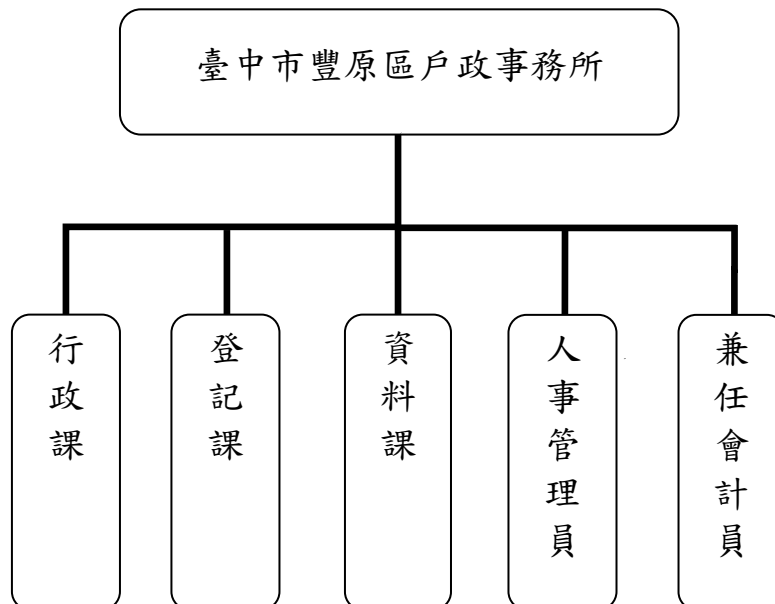 臺中市豐原區戶政事務所
行政課
登記課
資料課
人事管理員
兼任會計員